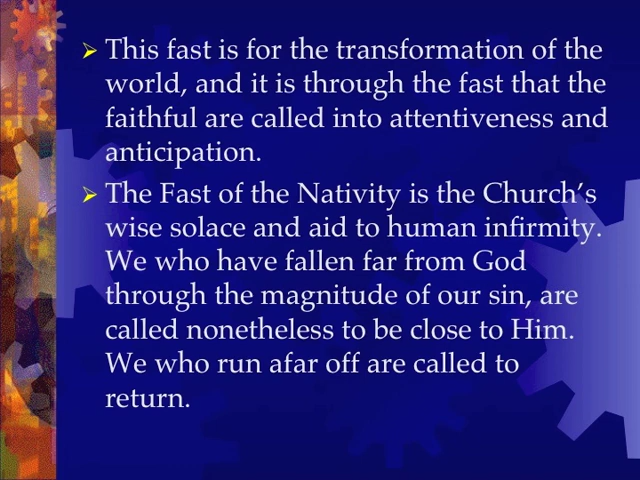 This fast is for the transformation of the
world, and it is through the fast that the
faithful are called into attentiveness and
anticipation.
The Fast of the Nativity is the Church’s
wise solace and aid to human infirmity.
We who have fallen far from God
through the magnitude of our sin, are
called nonetheless to be close to Him.
We who run afar off are called to
return.